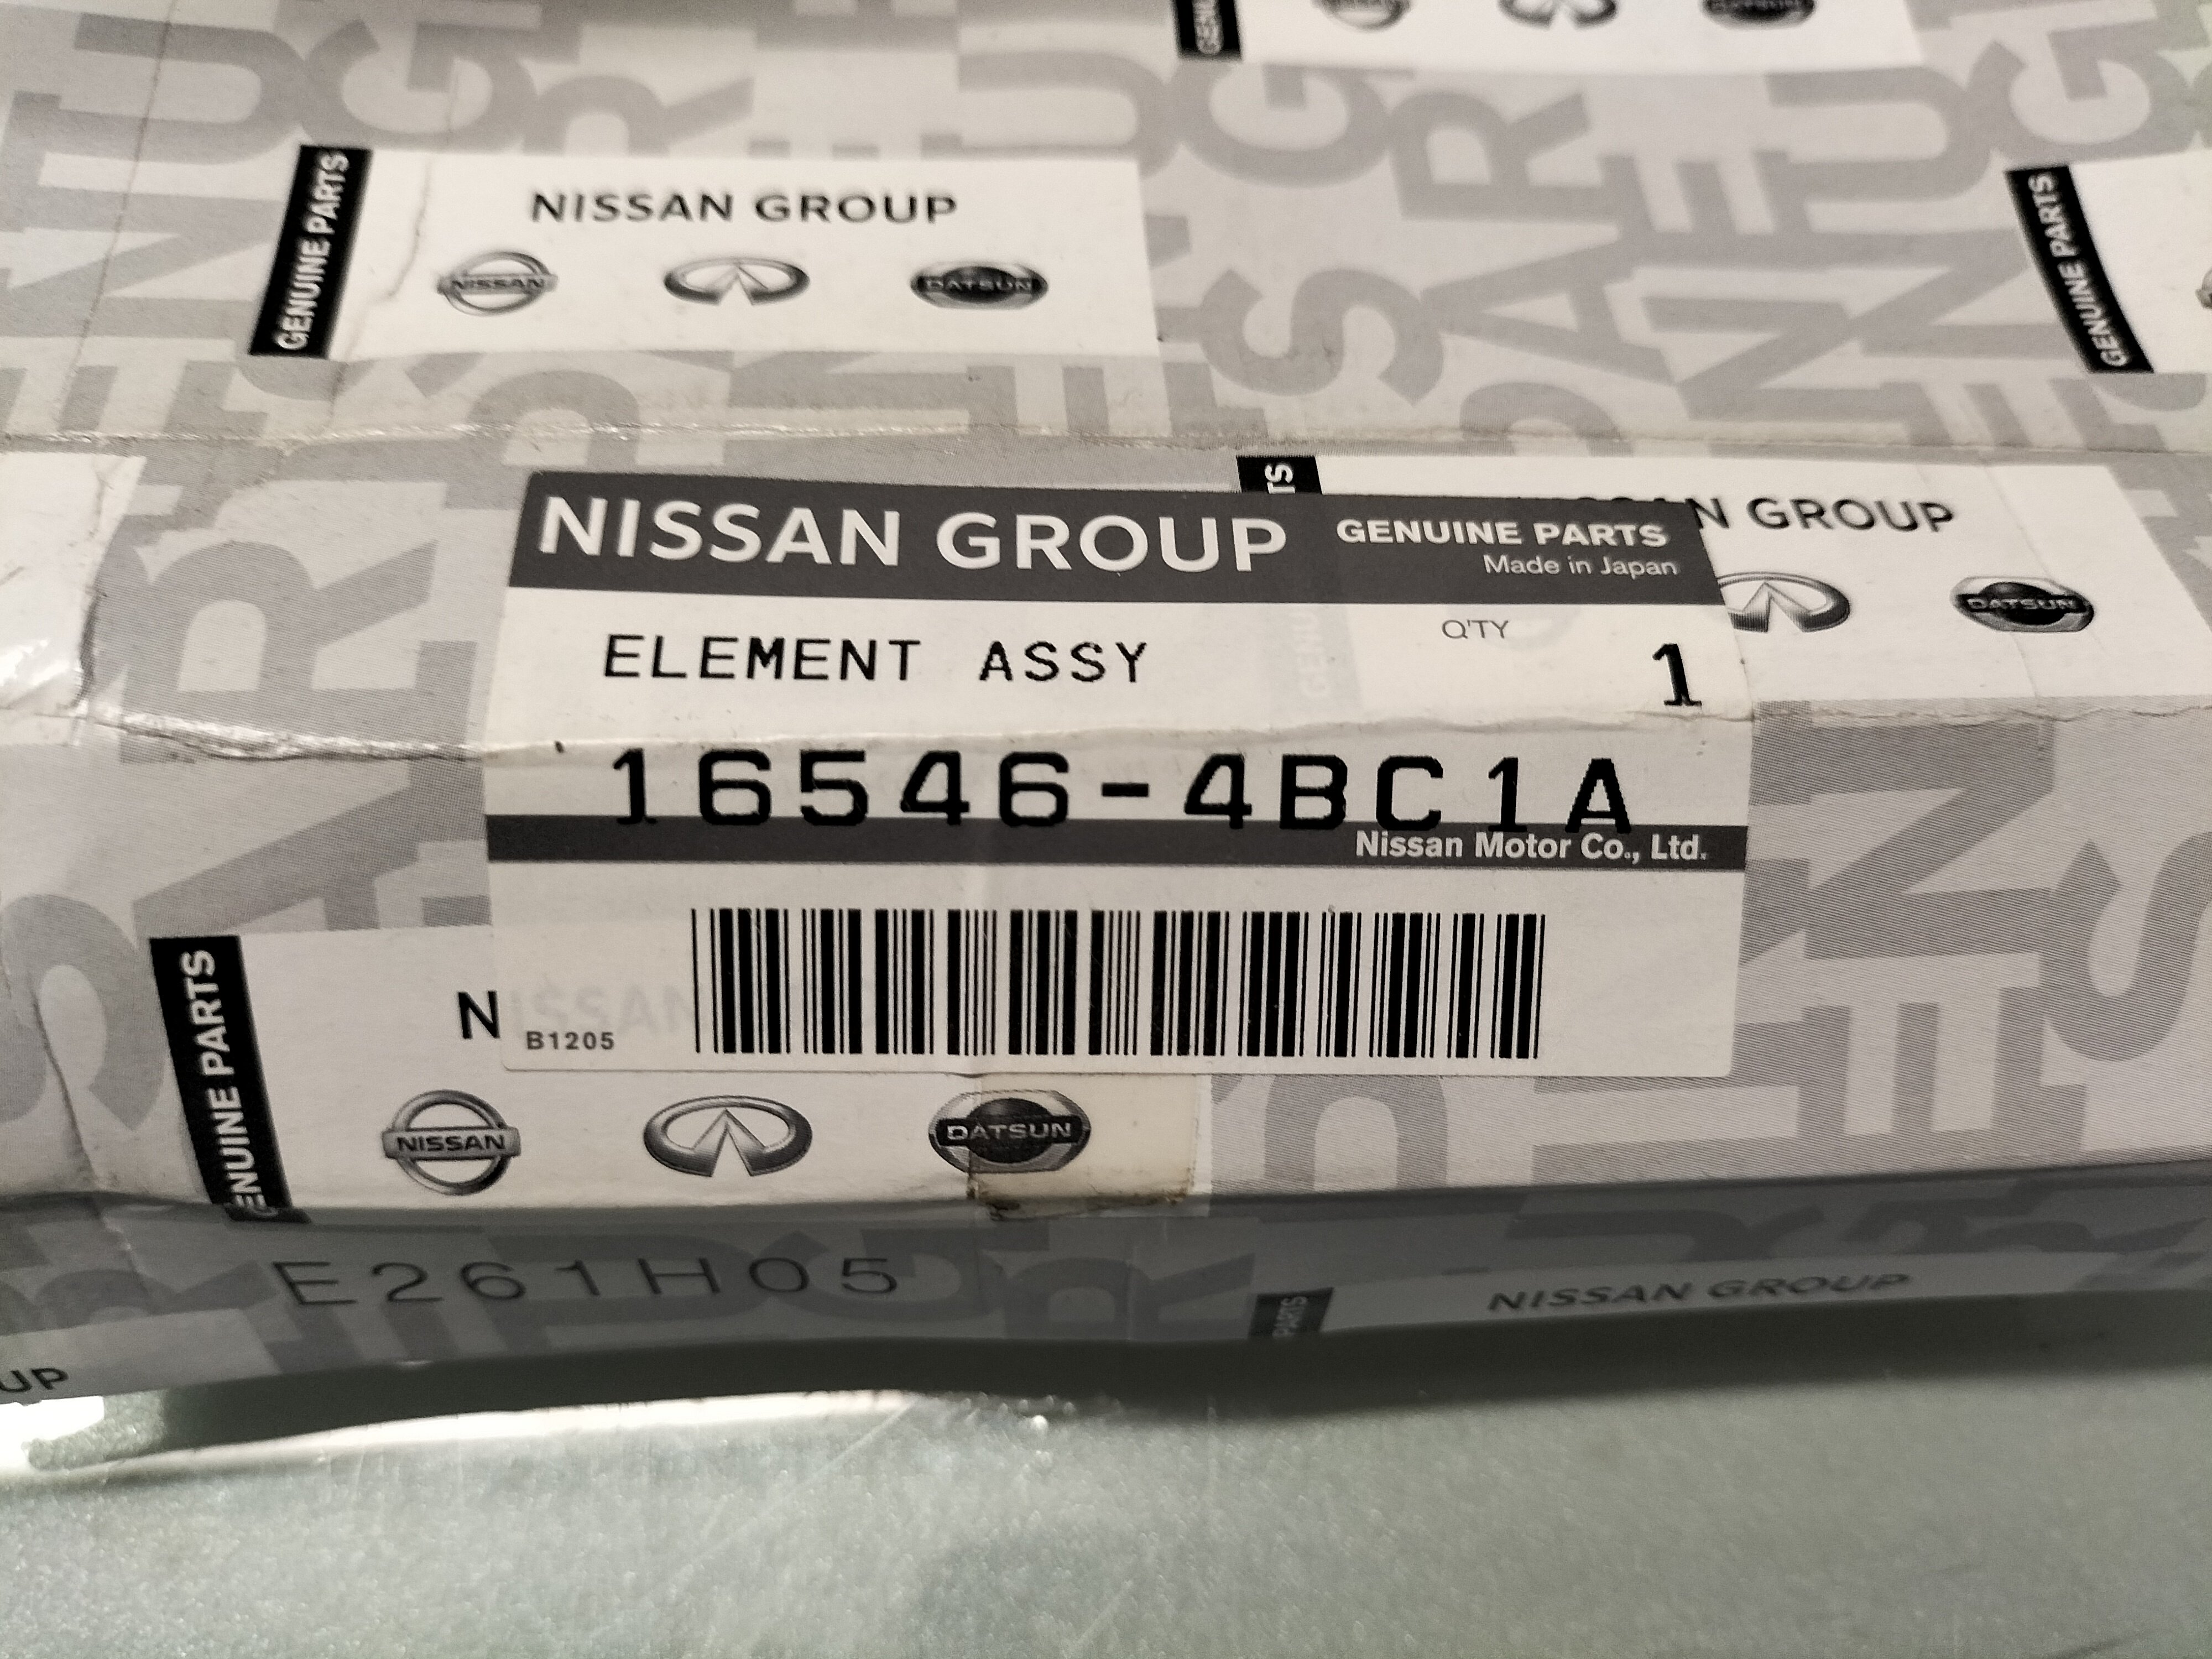 GENUINE PARTS
NISSAN GROUP
NISSAN
DATSUN
GENUINE PARTS
NISSAN GROUP
GENUINE PARTS
Made in Japan
N GROUP
DATSUN
ELEMENT ASSY
Q'TY
1
16546-4BC1A
Nissan Motor Co., Ltd.
GENUINE PARTS
N
B1205
NISSAN
DATSUN
E261H05
PARTS
NISSAN GROUP
UP